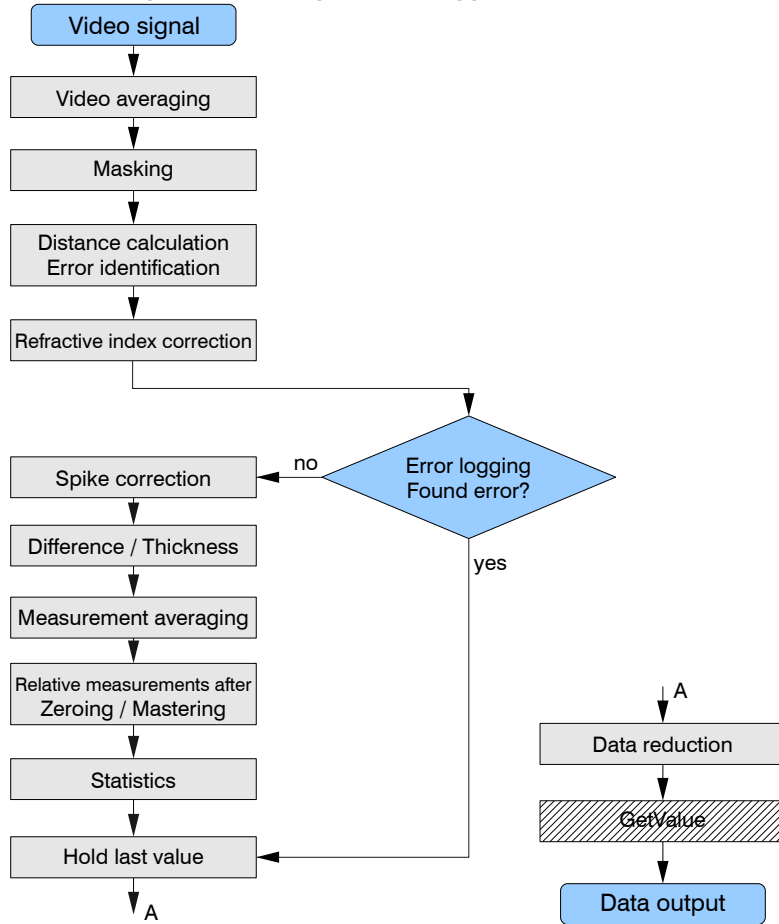 Video signal
Video averaging
Masking
Distance calculation
Error identification
Refractive index correction
Error logging
Found error?
no
yes
Spike correction
Difference / Thickness
Measurement averaging
Relative measurements after
Zeroing / Mastering
Statistics
Hold last value
A
A
Data reduction
GetValue
Data output